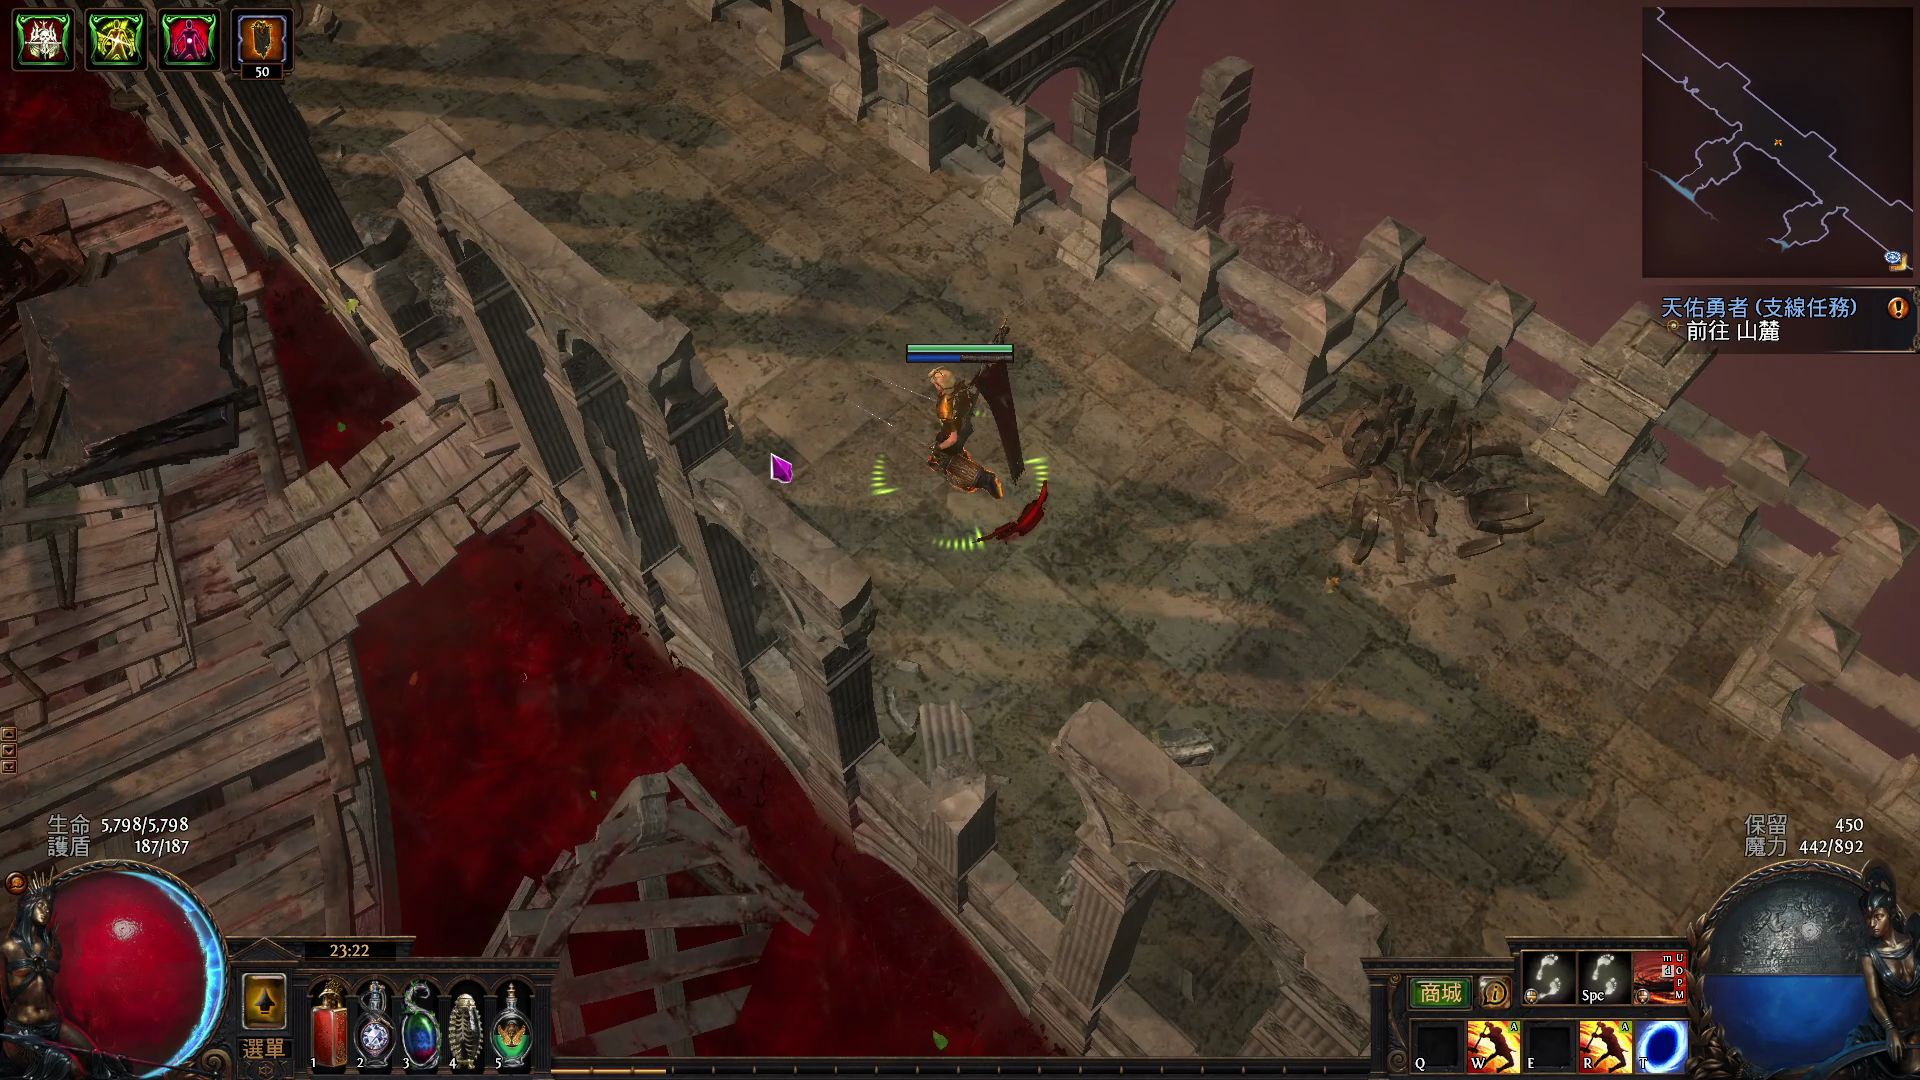 50
天佑勇者 (支線任務)
前往 山麓
生命 5,798/5,798
護盾 187/187
保留 450
魔力 442/892
23:22
選單
1 2 3 4 5
商城
Spc
m U
d o
P
M
Q W A E R A T